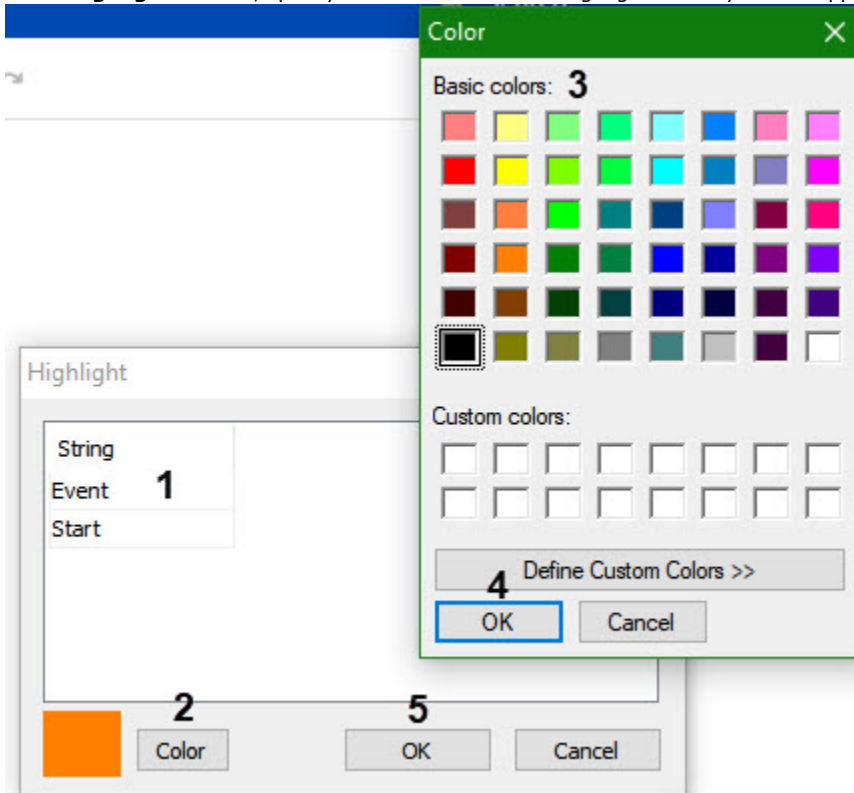 Color
Basic colors: 3
Highlight
Custom colors:
String
Event 1
Start
Define Custom Colors >>
4
OK Cancel
2 5
Color OK Cancel